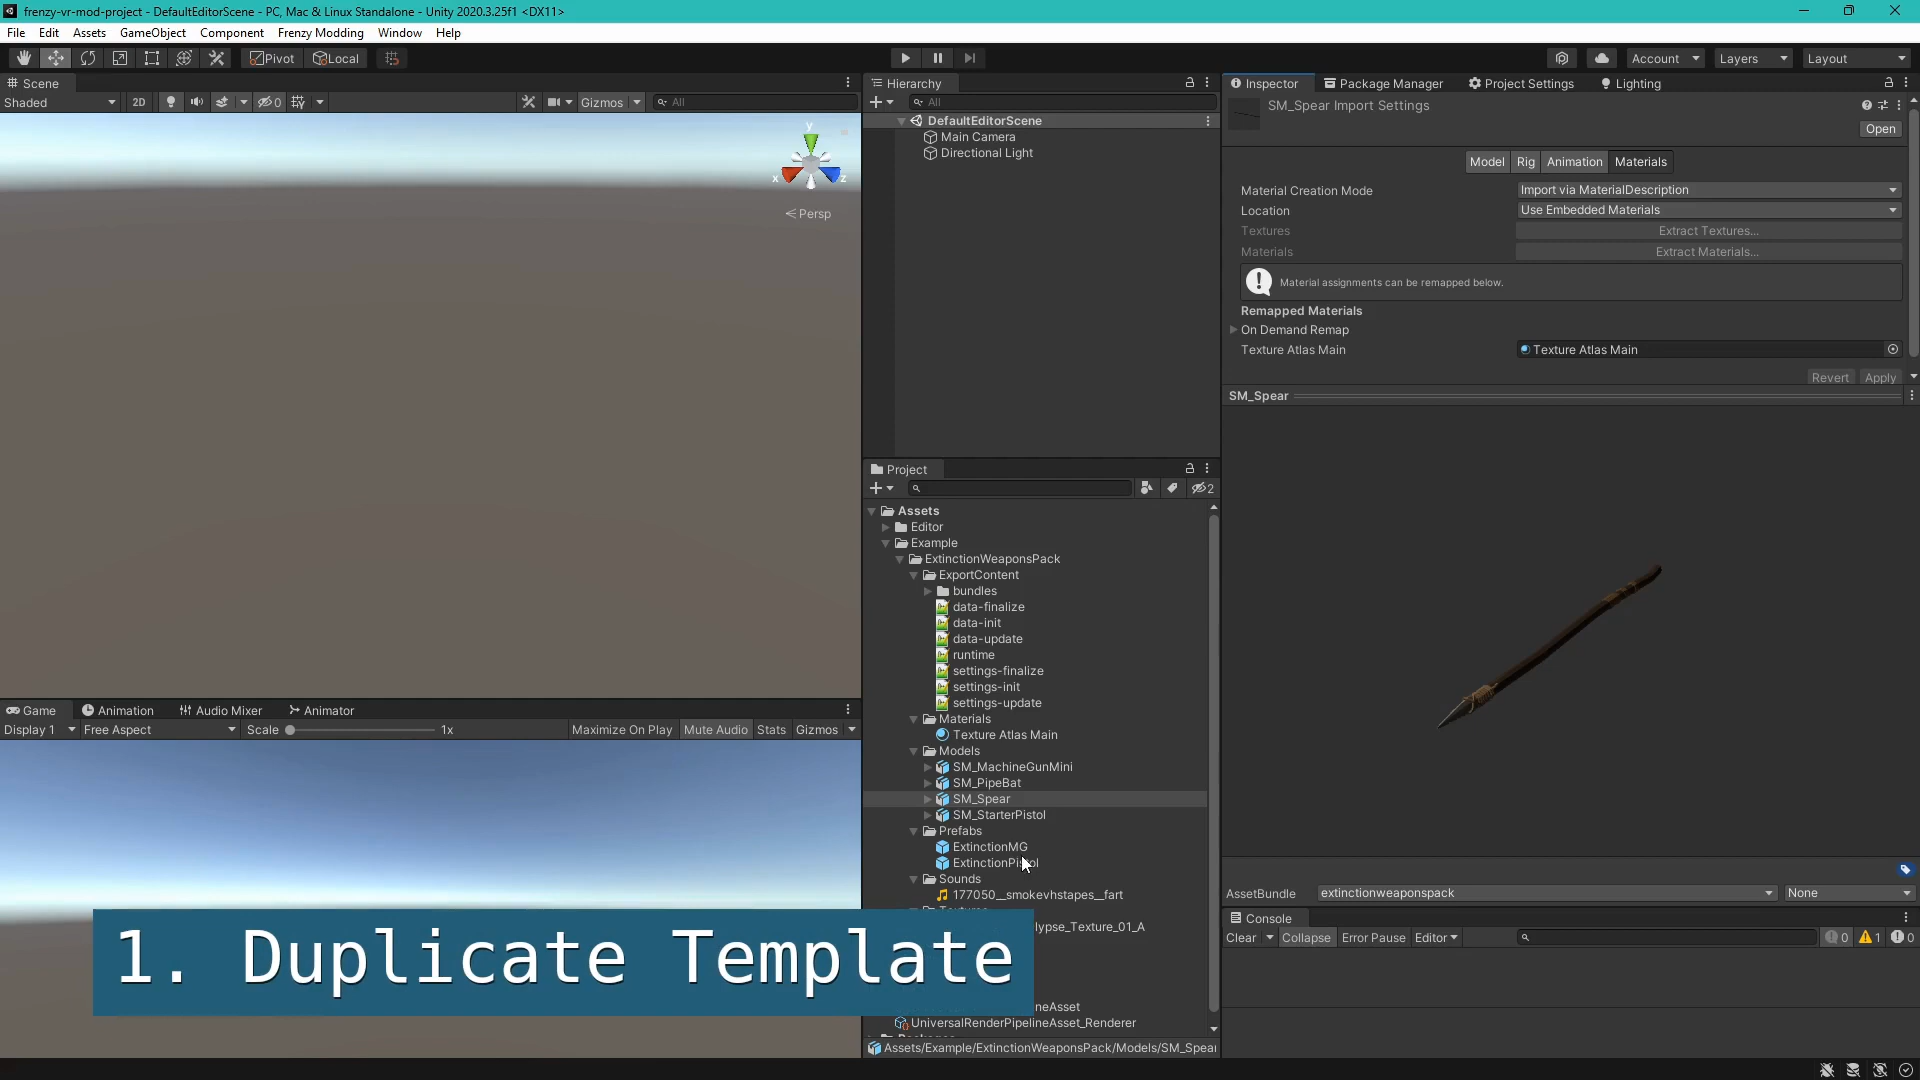 frenzy-vr-mod-project - DefaultEditorScene - PC, Mac & Linux Standalone - Unity 2020.3.25f1 <DX11>
File Edit Assets GameObject Component Frenzy Modding Window Help
Pivot Local
Account Layers Layout
Scene
Shaded 2D 0 Gizmos All
y
x z
Persp
Game Animation Audio Mixer Animator
Display 1 Free Aspect Scale 1x Maximize On Play Mute Audio Stats Gizmos
1. Duplicate Template
Hierarchy
All
DefaultEditorScene
Main Camera
Directional Light
Project
2
Assets
Editor
Example
ExtinctionWeaponsPack
ExportContent
bundles
data-finalize
data-init
data-update
runtime
settings-finalize
settings-init
settings-update
Materials
Texture Atlas Main
Models
SM_MachineGunMini
SM_PipeBat
SM_Spear
SM_StarterPistol
Prefabs
ExtinctionMG
ExtinctionPistol
Sounds
177050__smokevhstapes__fart
lypse_Texture_01_A
neAsset
UniversalRenderPipelineAsset_Renderer
Assets/Example/ExtinctionWeaponsPack/Models/SM_Spear
Inspector Package Manager Project Settings Lighting
SM_Spear Import Settings
Open
Model Rig Animation Materials
Material Creation Mode Import via MaterialDescription
Location Use Embedded Materials
Textures Extract Textures...
Materials Extract Materials...
Material assignments can be remapped below.
Remapped Materials
On Demand Remap
Texture Atlas Main Texture Atlas Main
Revert Apply
SM_Spear
AssetBundle extinctionweaponspack None
Console
Clear Collapse Error Pause Editor 0 1 0